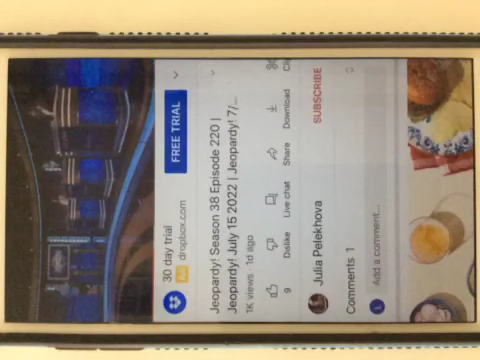 30 day trial
Ad dropbox.com
FREE TRIAL
Jeopardy! Season 38 Episode 220 |
Jeopardy! July 15 2022 | Jeopardy! 7/...
1K views · 1d ago
9
Dislike
Live chat
Share
Download
Julia Pelekhova
SUBSCRIBE
Comments 1
Add a comment...